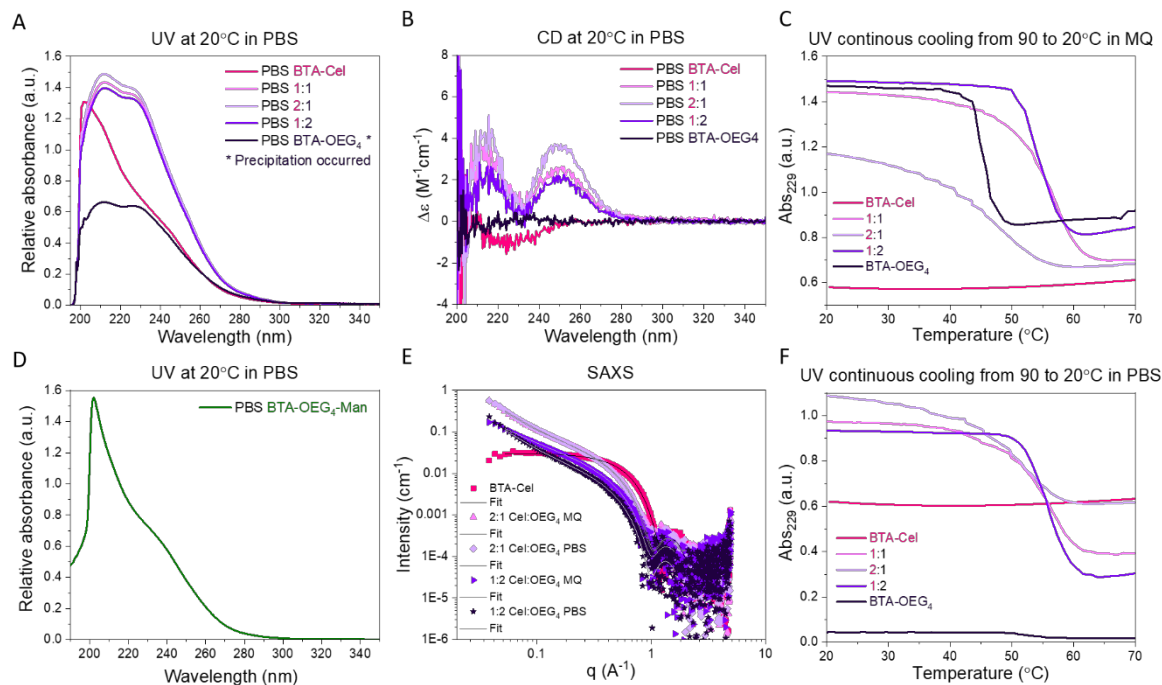 A
UV at 20°C in PBS
Relative absorbance (a.u.)
1.6
1.4
1.2
1.0
0.8
0.6
0.4
0.2
0.0
PBS BTA-Cel
PBS 1:1
PBS 2:1
PBS 1:2
PBS BTA-OEG₄ *
* Precipitation occurred
200 220 240 260 280 300 320 340
Wavelength (nm)
B
CD at 20°C in PBS
Δε (M⁻¹cm⁻¹)
8
6
4
2
0
-2
-4
PBS BTA-Cel
PBS 1:1
PBS 2:1
PBS 1:2
PBS BTA-OEG4
200 220 240 260 280 300 320 340
Wavelength (nm)
C
UV continous cooling from 90 to 20°C in MQ
Abs₂₂₉ (a.u.)
1.6
1.4
1.2
1.0
0.8
0.6
BTA-Cel
1:1
2:1
1:2
BTA-OEG₄
20 30 40 50 60 70
Temperature (°C)
D
UV at 20°C in PBS
Relative absorbance (a.u.)
1.6
1.4
1.2
1.0
0.8
0.6
0.4
0.2
0.0
PBS BTA-OEG₄-Man
200 220 240 260 280 300 320 340
Wavelength (nm)
E
SAXS
Intensity (cm⁻¹)
1
0.1
0.01
0.001
1E-4
1E-5
1E-6
BTA-Cel
Fit
2:1 Cel:OEG₄ MQ
Fit
2:1 Cel:OEG₄ PBS
Fit
1:2 Cel:OEG₄ MQ
Fit
1:2 Cel:OEG₄ PBS
Fit
0.1 1 10
q (A⁻¹)
F
UV continuous cooling from 90 to 20°C in PBS
Abs₂₂₉ (a.u.)
1.0
0.8
0.6
0.4
0.2
0.0
BTA-Cel
1:1
2:1
1:2
BTA-OEG₄
20 30 40 50 60 70
Temperature (°C)